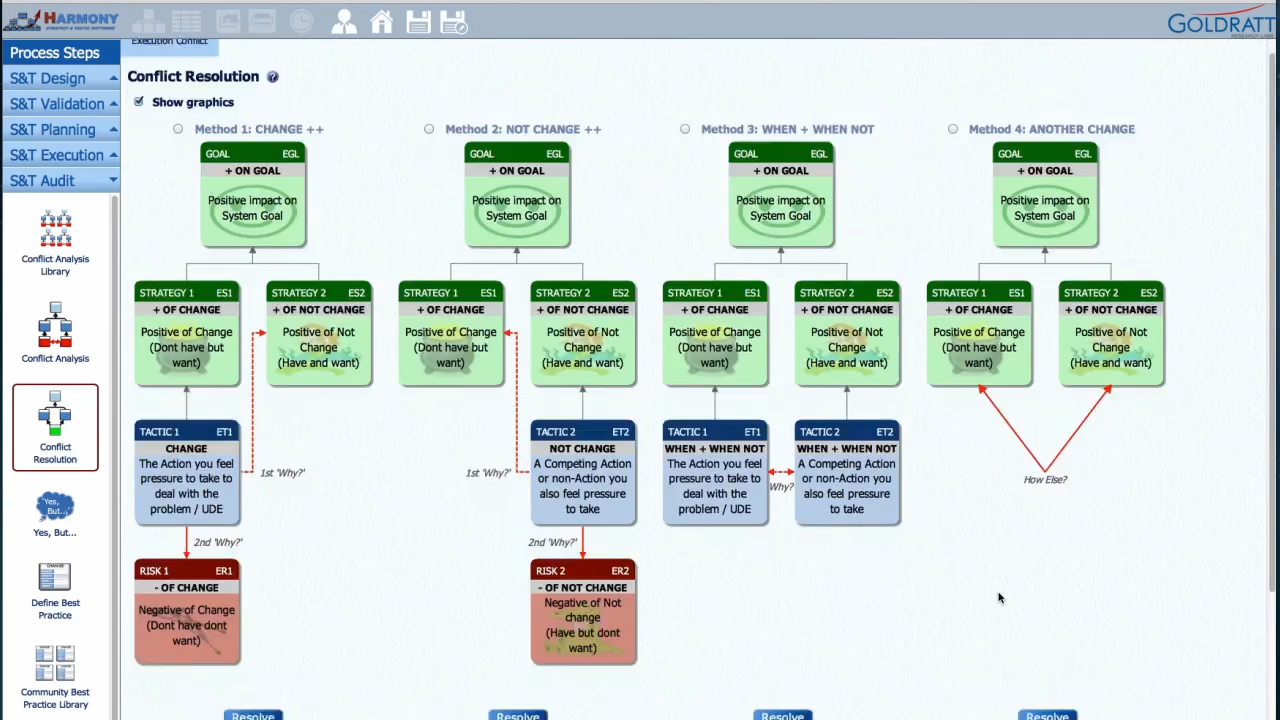 HARMONY
STRATEGY & TACTIC SOFTWARE
GOLDRATT
RESEARCH LABS
Process Steps
S&T Design
S&T Validation
S&T Planning
S&T Execution
S&T Audit
Conflict Analysis
Library
Conflict Analysis
Conflict
Resolution
Yes,
But...
Yes, But...
Define Best
Practice
Community Best
Practice Library
Execution Conflict
Conflict Resolution ?
Show graphics
Method 1: CHANGE ++
GOAL EGL
+ ON GOAL
Positive impact on
System Goal
STRATEGY 1 ES1
+ OF CHANGE
Positive of Change
(Dont have but
want)
STRATEGY 2 ES2
+ OF NOT CHANGE
Positive of Not
Change
(Have and want)
TACTIC 1 ET1
CHANGE
The Action you feel
pressure to take to
deal with the
problem / UDE
1st 'Why?'
2nd 'Why?'
RISK 1 ER1
- OF CHANGE
Negative of Change
(Dont have dont
want)
Resolve
Method 2: NOT CHANGE ++
GOAL EGL
+ ON GOAL
Positive impact on
System Goal
STRATEGY 1 ES1
+ OF CHANGE
Positive of Change
(Dont have but
want)
STRATEGY 2 ES2
+ OF NOT CHANGE
Positive of Not
Change
(Have and want)
1st 'Why?'
TACTIC 2 ET2
NOT CHANGE
A Competing Action
or non-Action you
also feel pressure
to take
2nd 'Why?'
RISK 2 ER2
- OF NOT CHANGE
Negative of Not
change
(Have but dont
want)
Resolve
Method 3: WHEN + WHEN NOT
GOAL EGL
+ ON GOAL
Positive impact on
System Goal
STRATEGY 1 ES1
+ OF CHANGE
Positive of Change
(Dont have but
want)
STRATEGY 2 ES2
+ OF NOT CHANGE
Positive of Not
Change
(Have and want)
TACTIC 1 ET1
WHEN + WHEN NOT
The Action you feel
pressure to take to
deal with the
problem / UDE
Why?
TACTIC 2 ET2
WHEN + WHEN NOT
A Competing Action
or non-Action you
also feel pressure
to take
Resolve
Method 4: ANOTHER CHANGE
GOAL EGL
+ ON GOAL
Positive impact on
System Goal
STRATEGY 1 ES1
+ OF CHANGE
Positive of Change
(Dont have but
want)
STRATEGY 2 ES2
+ OF NOT CHANGE
Positive of Not
Change
(Have and want)
How Else?
Resolve